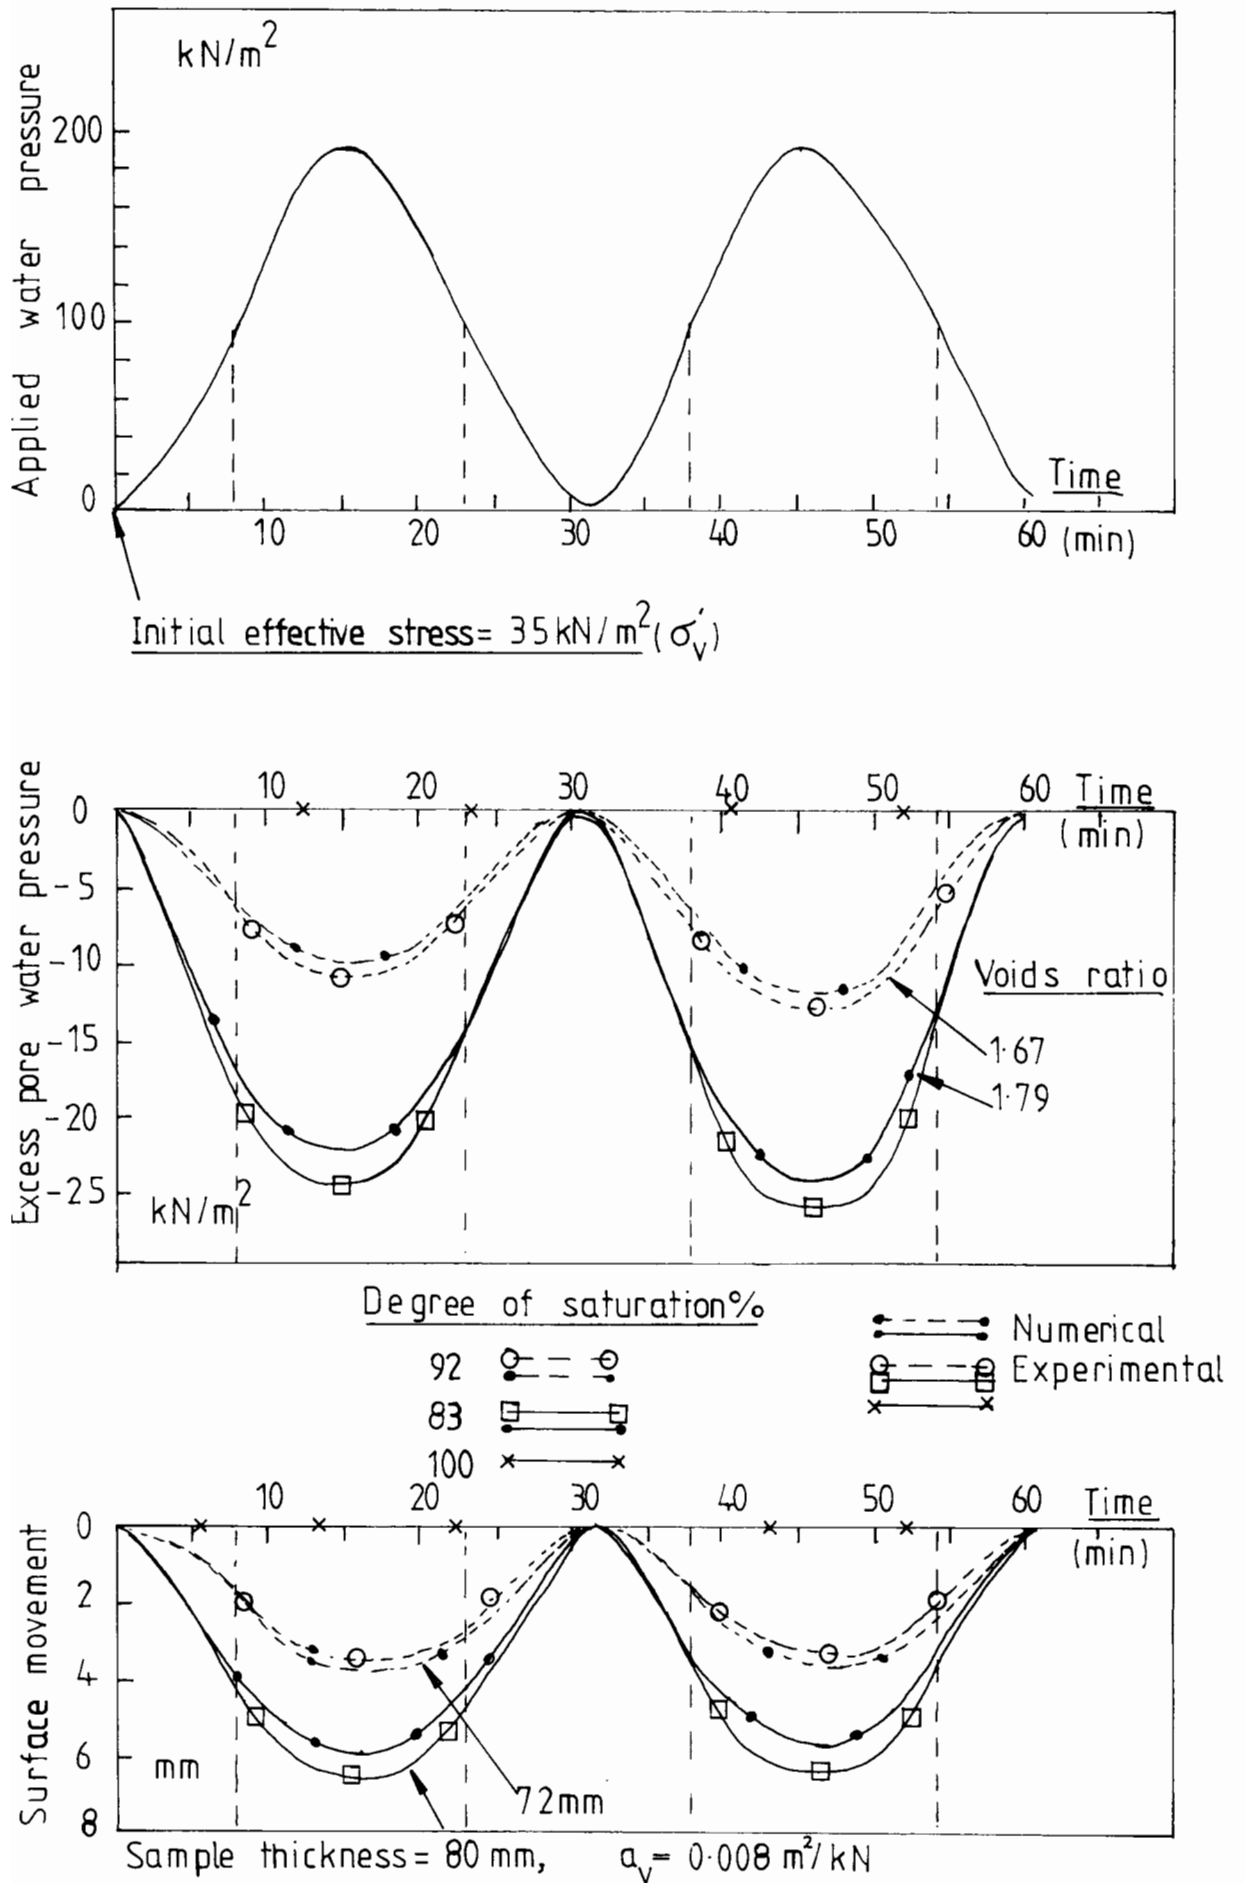 kN/m²
Applied water pressure
200
100
0
10 20 30 40 50 60 (min)
Time
Initial effective stress= 35kN/m²(σ'v)
10 20 30 40 50 60 Time
(min)
Excess pore water pressure
0
-5
-10
-15
-20
-25
kN/m²
Voids ratio
1·67
1·79
Degree of saturation%
92
83
100
Numerical
Experimental
10 20 30 40 50 60 Time
(min)
Surface movement
0
2
4
6
8
mm
72mm
Sample thickness= 80 mm, av= 0·008 m²/kN